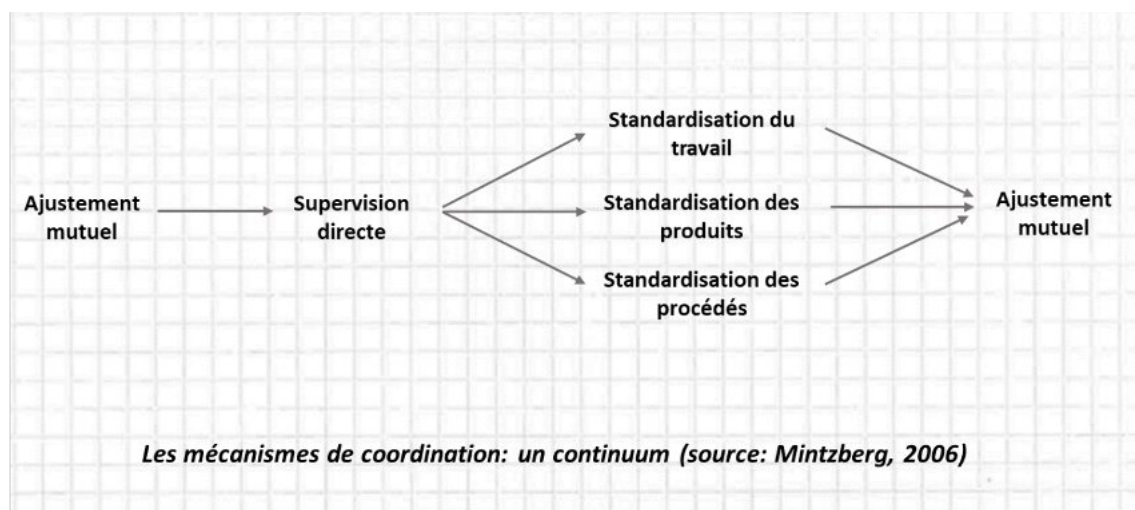 Standardisation du
travail
Ajustement
mutuel
Supervision
directe
Standardisation des
produits
Ajustement
mutuel
Standardisation des
procédés
Les mécanismes de coordination: un continuum (source: Mintzberg, 2006)